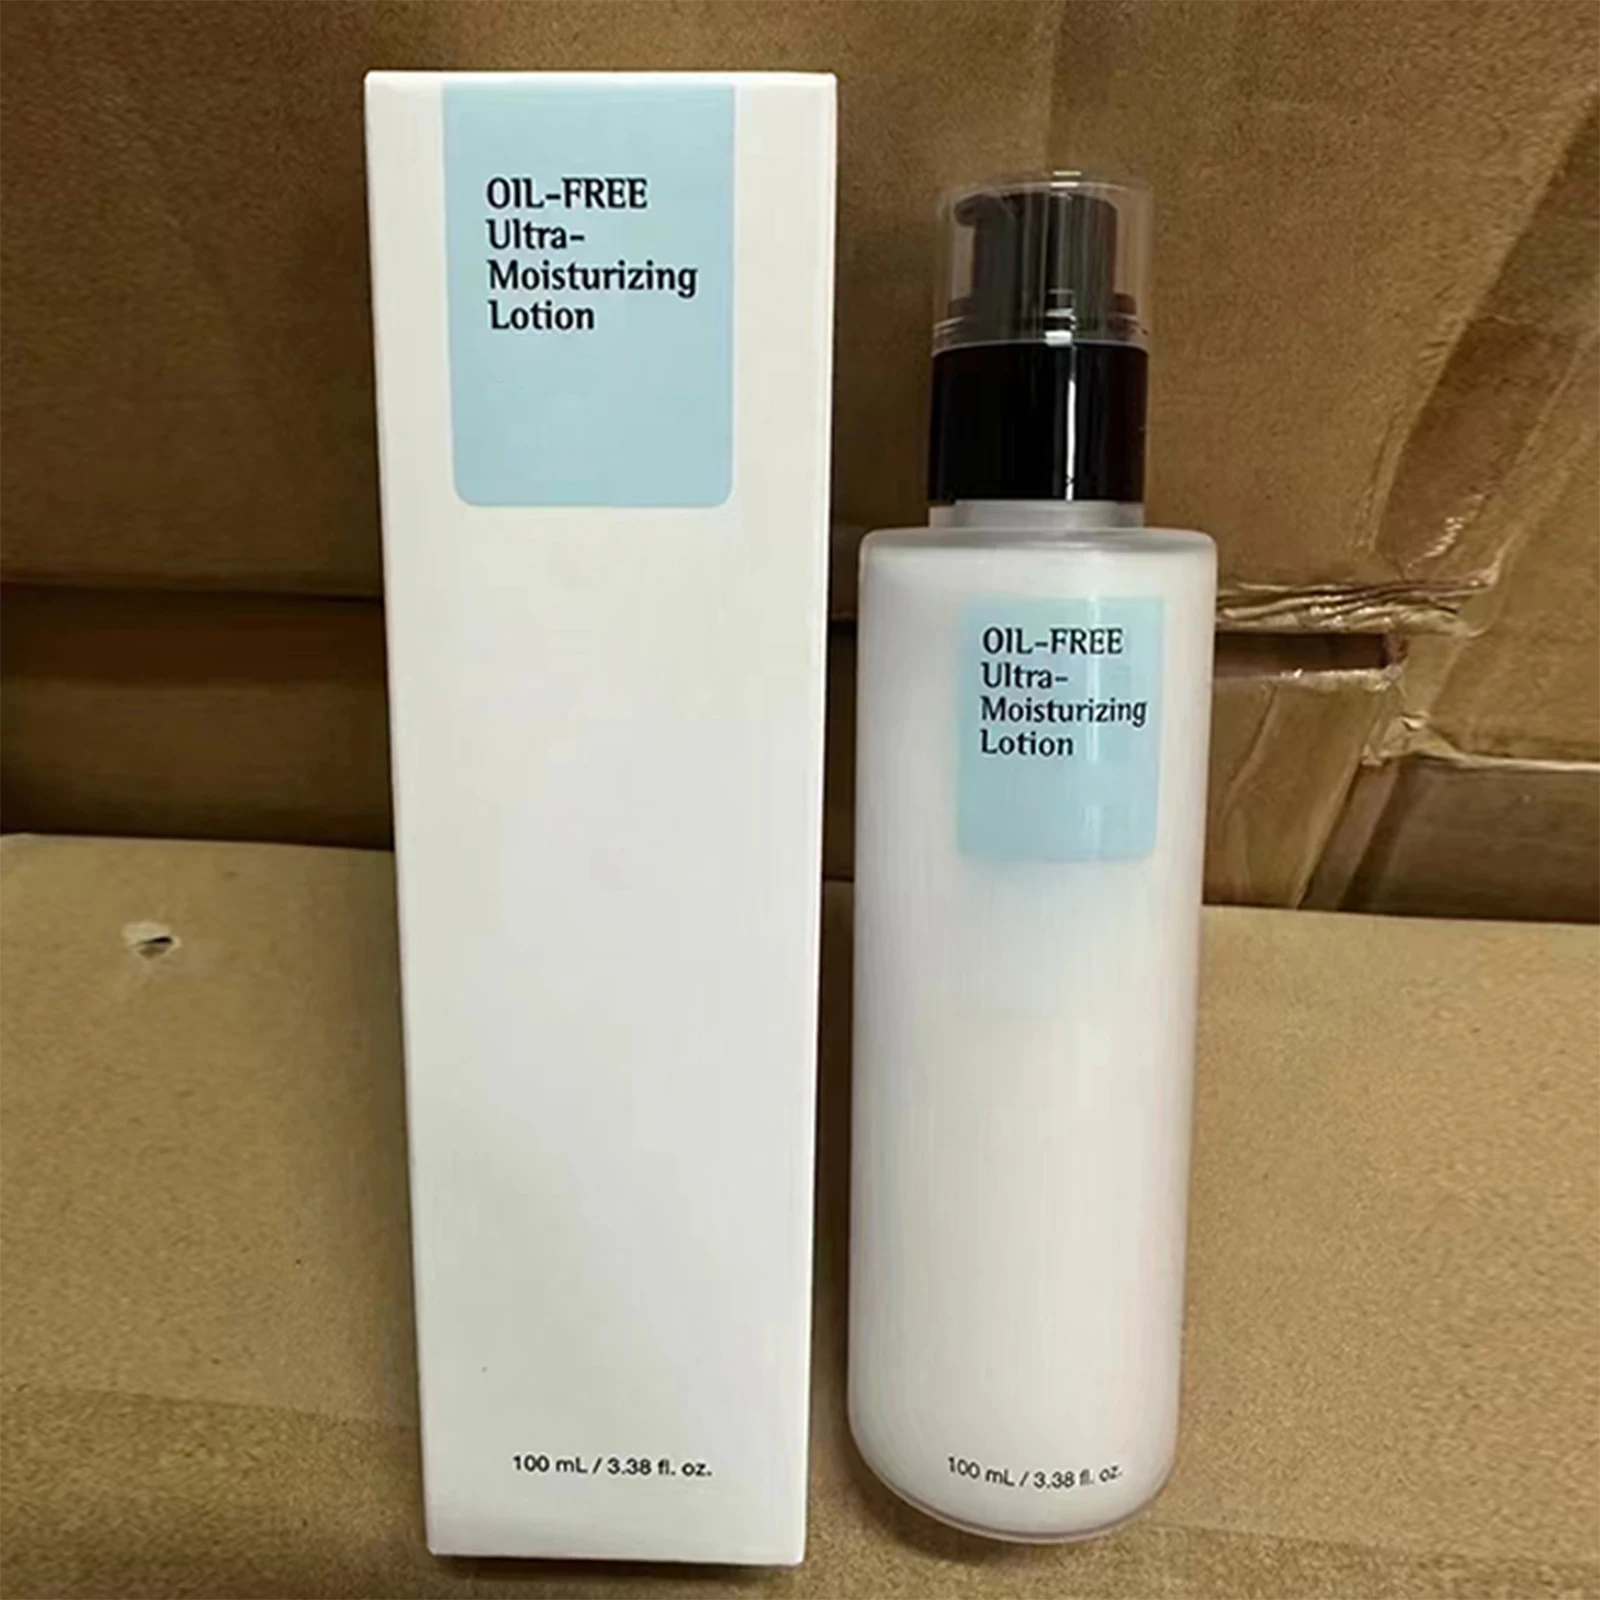 OIL-FREE
Ultra-
Moisturizing
Lotion
100 mL / 3.38 fl. oz.
OIL-FREE
Ultra-
Moisturizing
Lotion
100 mL / 3.38 fl. oz.